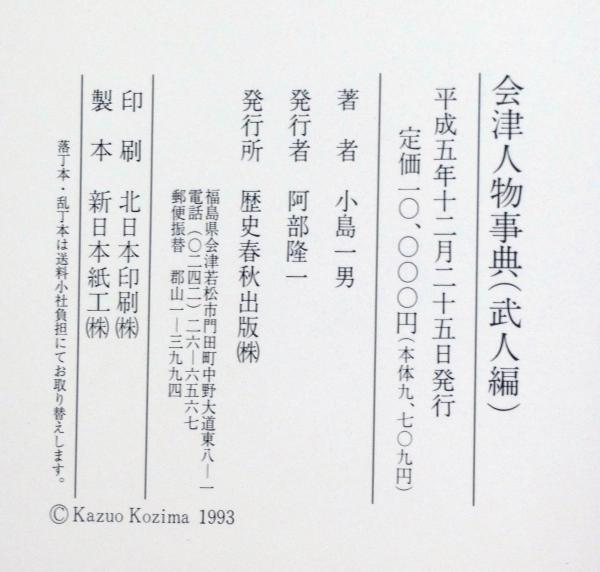 会津人物事典(武人編)
平成五年十二月二十五日発行
定価一〇、〇〇〇円(本体九、七〇九円)
著者 小島一男
発行者 阿部隆一
発行所 歴史春秋出版㈱
福島県会津若松市門田町中野大道東八―一
電話(〇二四二)二六―六五六七
郵便振替 郡山一―三九九四
印刷 北日本印刷㈱
製本 新日本紙工㈱
落丁本・乱丁本は送料小社負担にてお取り替えします。
© Kazuo Kozima 1993